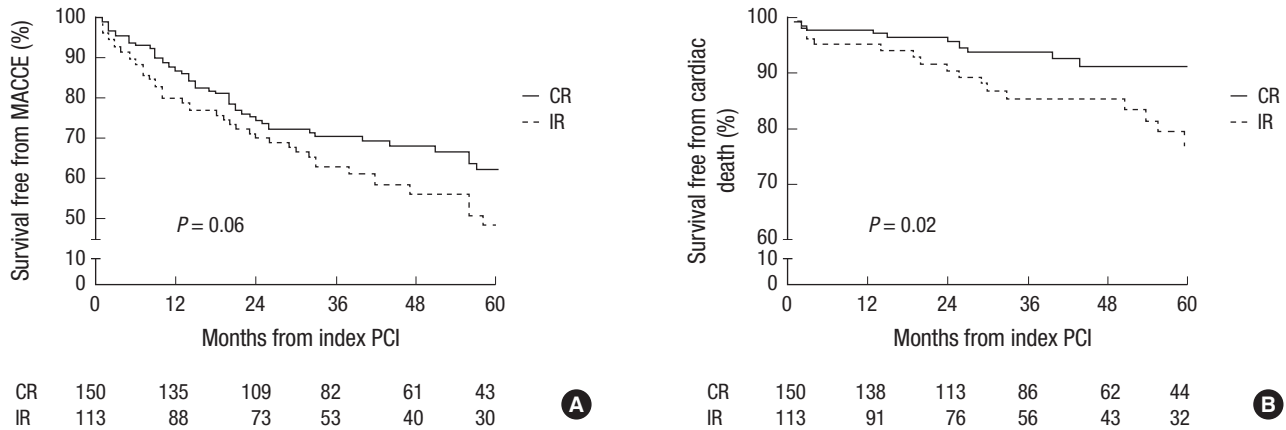 Survival free from MACCE (%)
100
90
80
70
60
50
10
0
P = 0.06
CR
IR
0 12 24 36 48 60
Months from index PCI
CR 150 135 109 82 61 43
IR 113 88 73 53 40 30
A
Survival free from cardiac
death (%)
100
90
80
70
60
10
0
P = 0.02
CR
IR
0 12 24 36 48 60
Months from index PCI
CR 150 138 113 86 62 44
IR 113 91 76 56 43 32
B